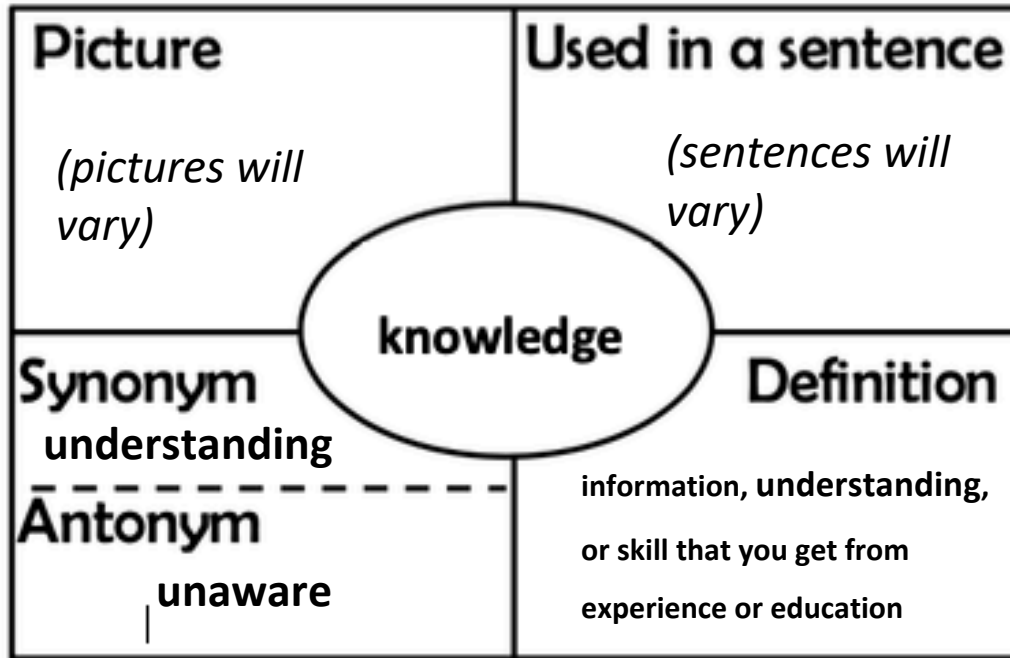 Picture
(pictures will
vary)
Used in a sentence
(sentences will
vary)
knowledge
Synonym
understanding
Antonym
unaware
Definition
information, understanding,
or skill that you get from
experience or education